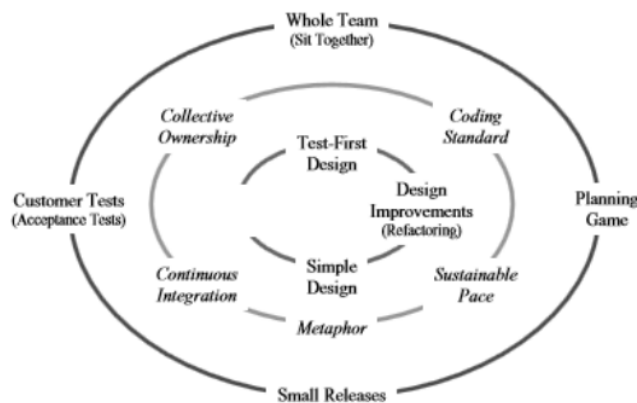 Whole Team
(Sit Together)
Collective
Ownership
Coding
Standard
Test-First
Design
Customer Tests
(Acceptance Tests)
Design
Improvements
(Refactoring)
Planning
Game
Continuous
Integration
Simple
Design
Sustainable
Pace
Metaphor
Small Releases